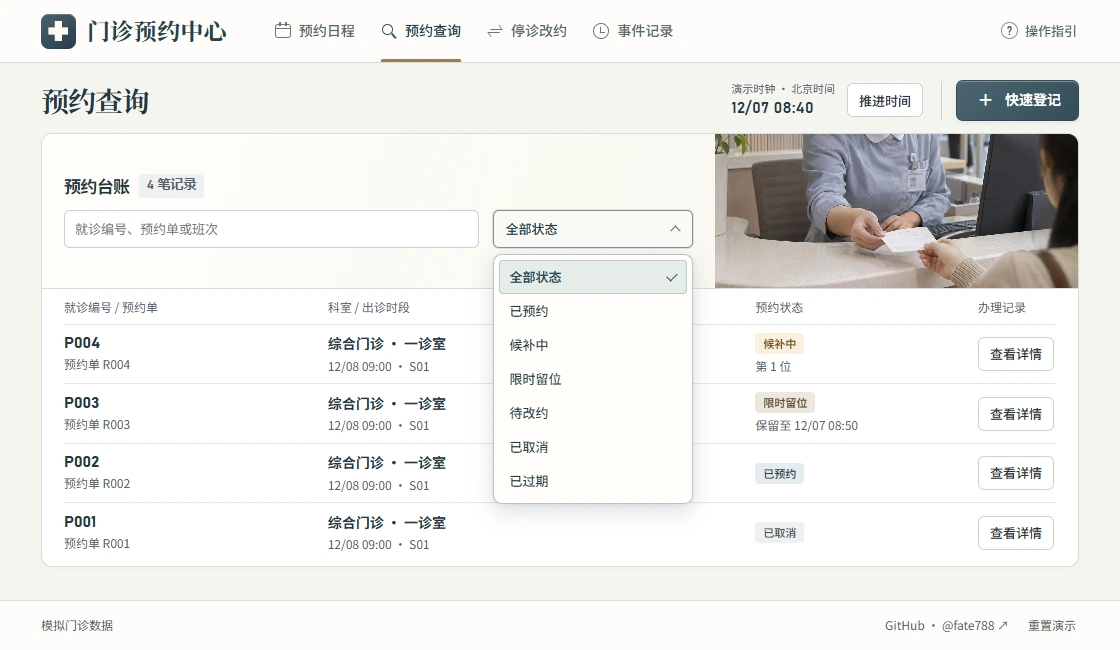 门诊预约中心
预约日程
预约查询
停诊改约
事件记录
? 操作指引
预约查询
演示时钟 · 北京时间
12/07 08:40
推进时间
+ 快速登记
预约台账 4 笔记录
就诊编号、预约单或班次
全部状态
全部状态
已预约
候补中
限时留位
待改约
已取消
已过期
就诊编号 / 预约单
科室 / 出诊时段
预约状态
办理记录
P004
预约单 R004
综合门诊 · 一诊室
12/08 09:00 · S01
候补中
第 1 位
查看详情
P003
预约单 R003
综合门诊 · 一诊室
12/08 09:00 · S01
限时留位
保留至 12/07 08:50
查看详情
P002
预约单 R002
综合门诊 · 一诊室
12/08 09:00 · S01
已预约
查看详情
P001
预约单 R001
综合门诊 · 一诊室
12/08 09:00 · S01
已取消
查看详情
模拟门诊数据
GitHub · @fate788 ↗
重置演示